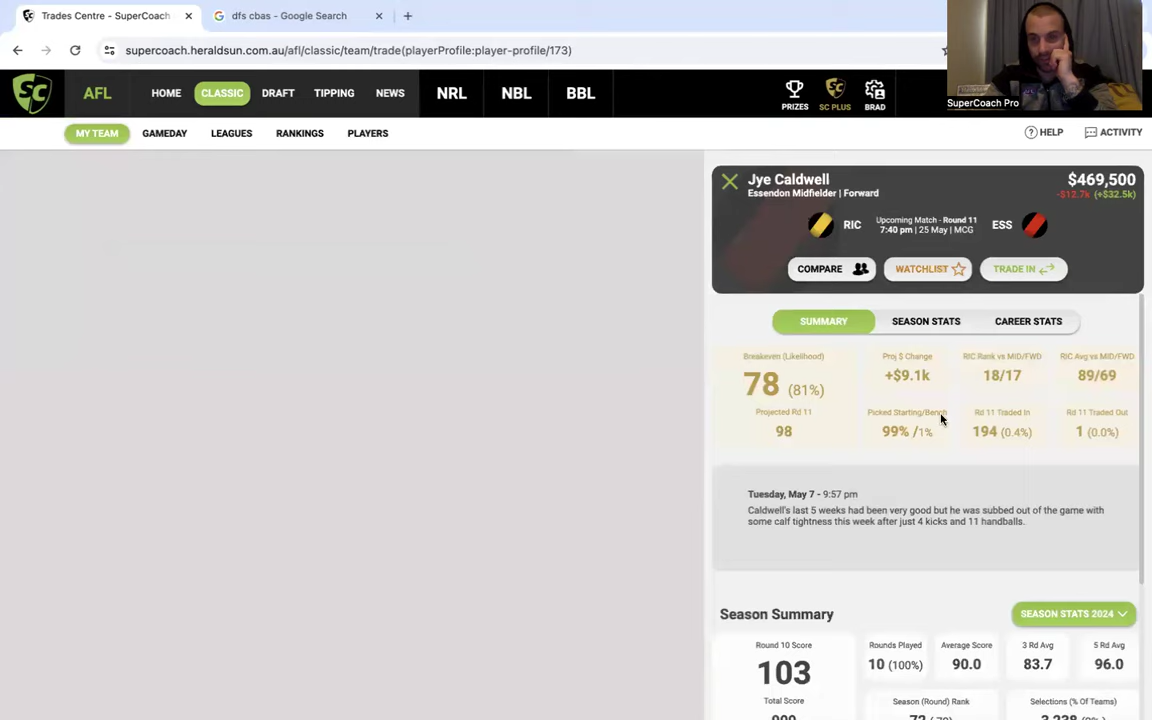 Trades Centre - SuperCoach
dfs cbas - Google Search
supercoach.heraldsun.com.au/afl/classic/team/trade(playerProfile:player-profile/173)
SC AFL HOME CLASSIC DRAFT TIPPING NEWS NRL NBL BBL PRIZES SC PLUS BRAD
SuperCoach Pro
MY TEAM GAMEDAY LEAGUES RANKINGS PLAYERS ? HELP ACTIVITY
Jye Caldwell $469,500
Essendon Midfielder | Forward -$12.7k (+$32.5k)
RIC Upcoming Match - Round 11 ESS
7:40 pm | 25 May | MCG
COMPARE WATCHLIST TRADE IN
SUMMARY SEASON STATS CAREER STATS
Breakeven (Likelihood) Proj $ Change RIC Rank vs MID/FWD RIC Avg vs MID/FWD
78 (81%) +$9.1k 18/17 89/69
Projected Rd 11 Picked Starting/Bench Rd 11 Traded In Rd 11 Traded Out
98 99% /1% 194 (0.4%) 1 (0.0%)
Tuesday, May 7 - 9:57 pm
Caldwell's last 5 weeks had been very good but he was subbed out of the game with
some calf tightness this week after just 4 kicks and 11 handballs.
Season Summary SEASON STATS 2024
Round 10 Score Rounds Played Average Score 3 Rd Avg 5 Rd Avg
103 10 (100%) 90.0 83.7 96.0
Total Score Season (Round) Rank Selections (% Of Teams)